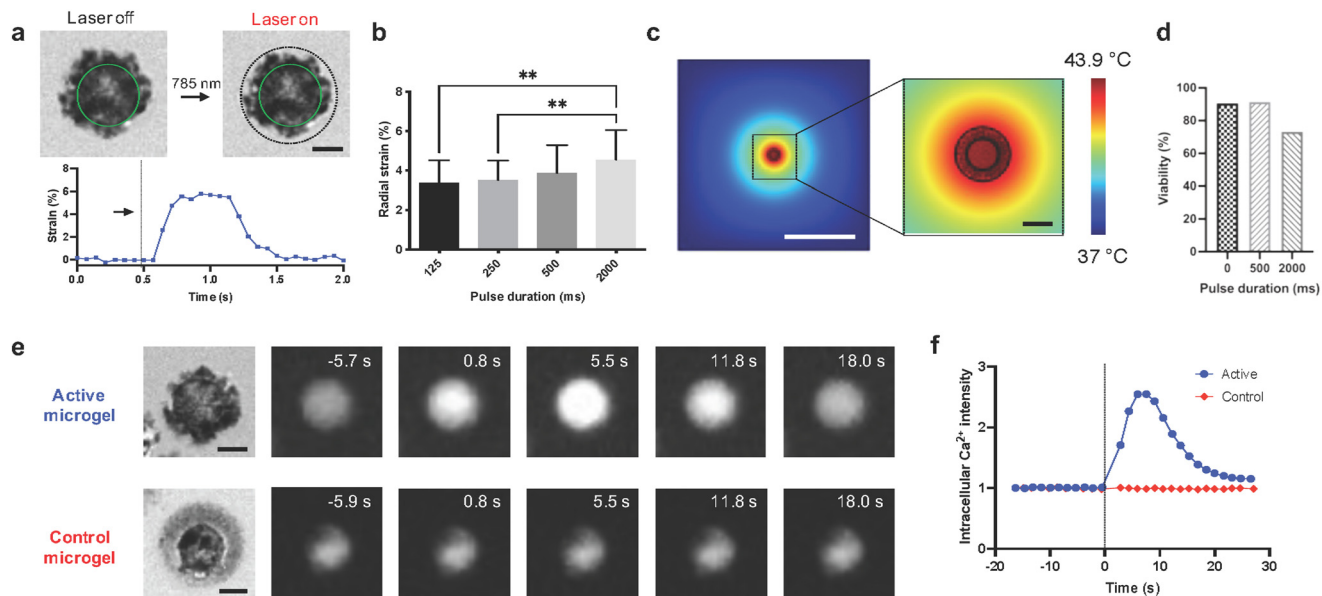 a
Laser off
Laser on
785 nm
8
6
4
2
0
Strain (%)
0.0 0.5 1.0 1.5 2.0
Time (s)
b
** 
**
8
6
4
2
0
Radial strain (%)
125 250 500 2000
Pulse duration (ms)
c
43.9 °C
37 °C
d
100
80
60
40
20
0
Viability (%)
0 500 2000
Pulse duration (ms)
e
Active
microgel
-5.7 s 0.8 s 5.5 s 11.8 s 18.0 s
Control
microgel
-5.9 s 0.8 s 5.5 s 11.8 s 18.0 s
f
3
2
1
0
Intracellular Ca2+ intensity
Active
Control
-20 -10 0 10 20 30
Time (s)